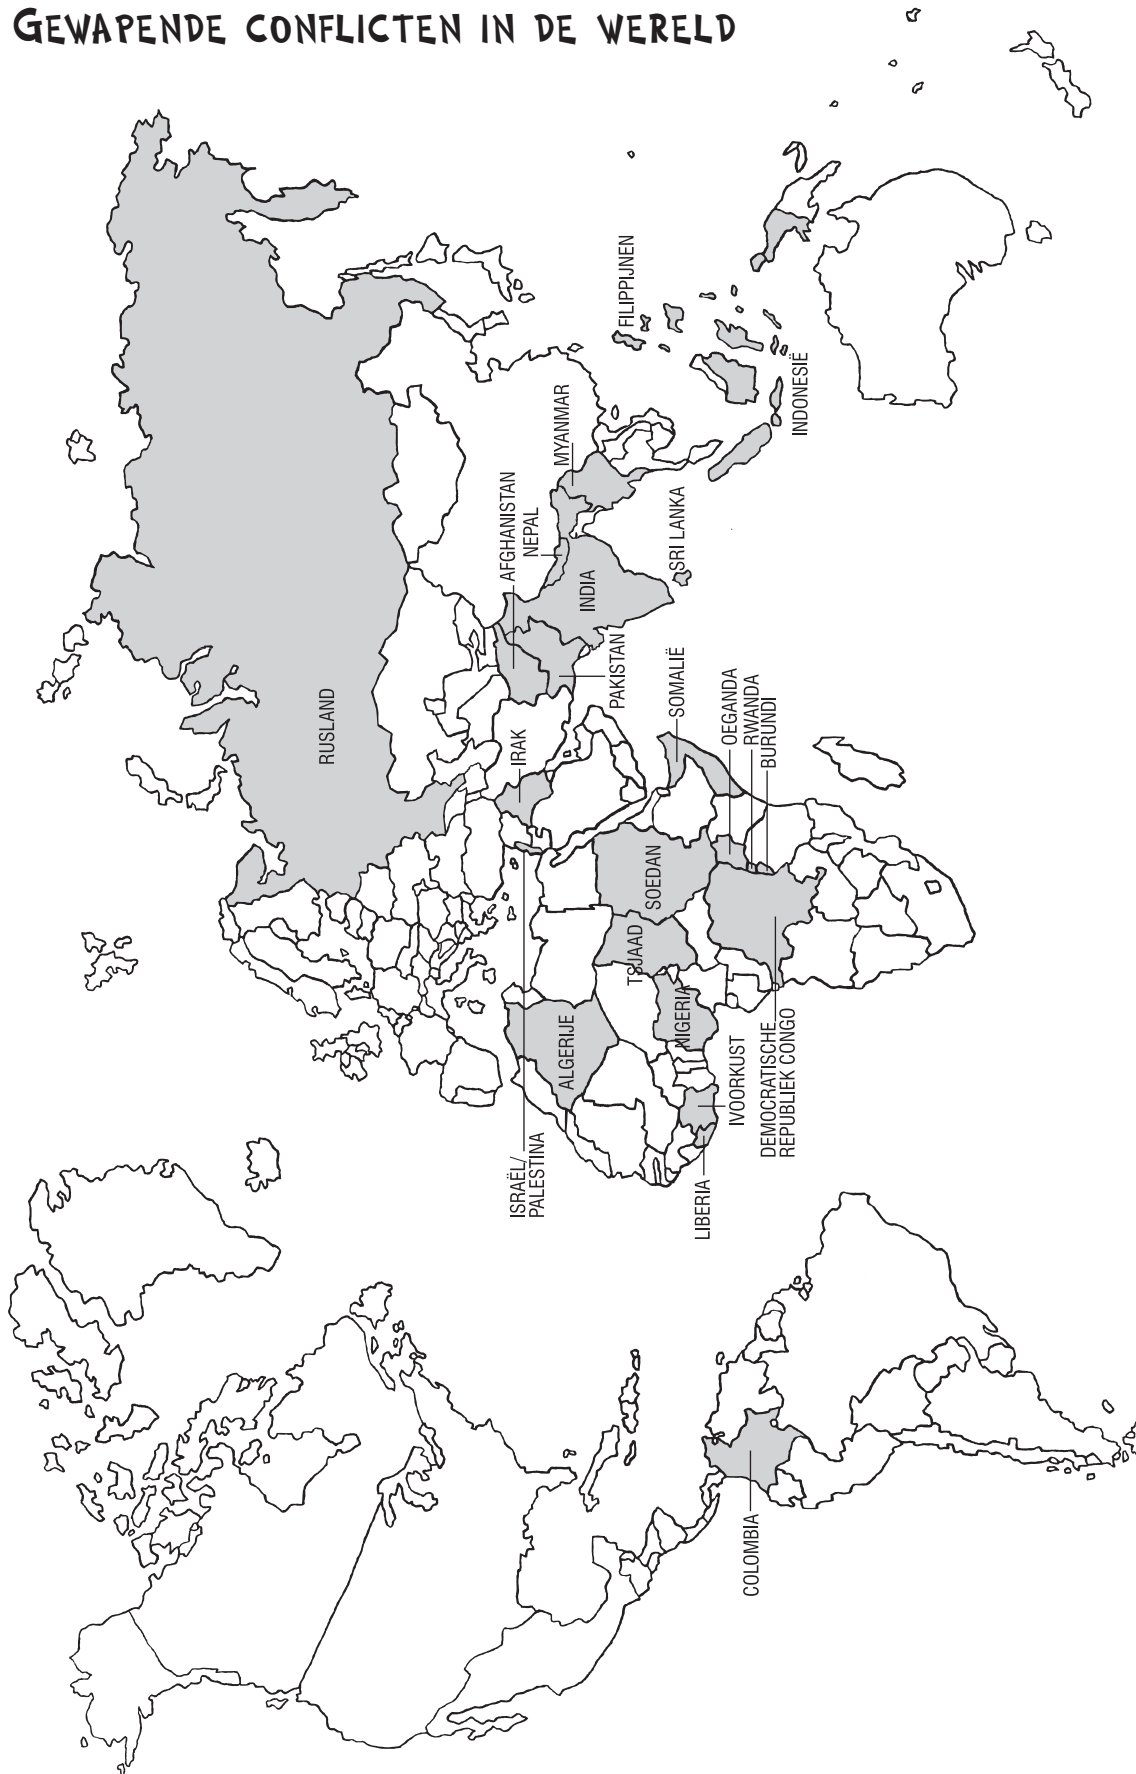 GEWAPENDE CONFLICTEN IN DE WERELD
RUSLAND
FILIPPIJNEN
INDONESIË
MYANMAR
AFGHANISTAN
NEPAL
SRI LANKA
INDIA
PAKISTAN
IRAK
SOMALIË
OEGANDA
RWANDA
BURUNDI
SOEDAN
TSJAAD
NIGERIA
ALGERIJE
IVOORKUST
DEMOCRATISCHE
REPUBLIEK CONGO
ISRAËL/
PALESTINA
LIBERIA
COLOMBIA